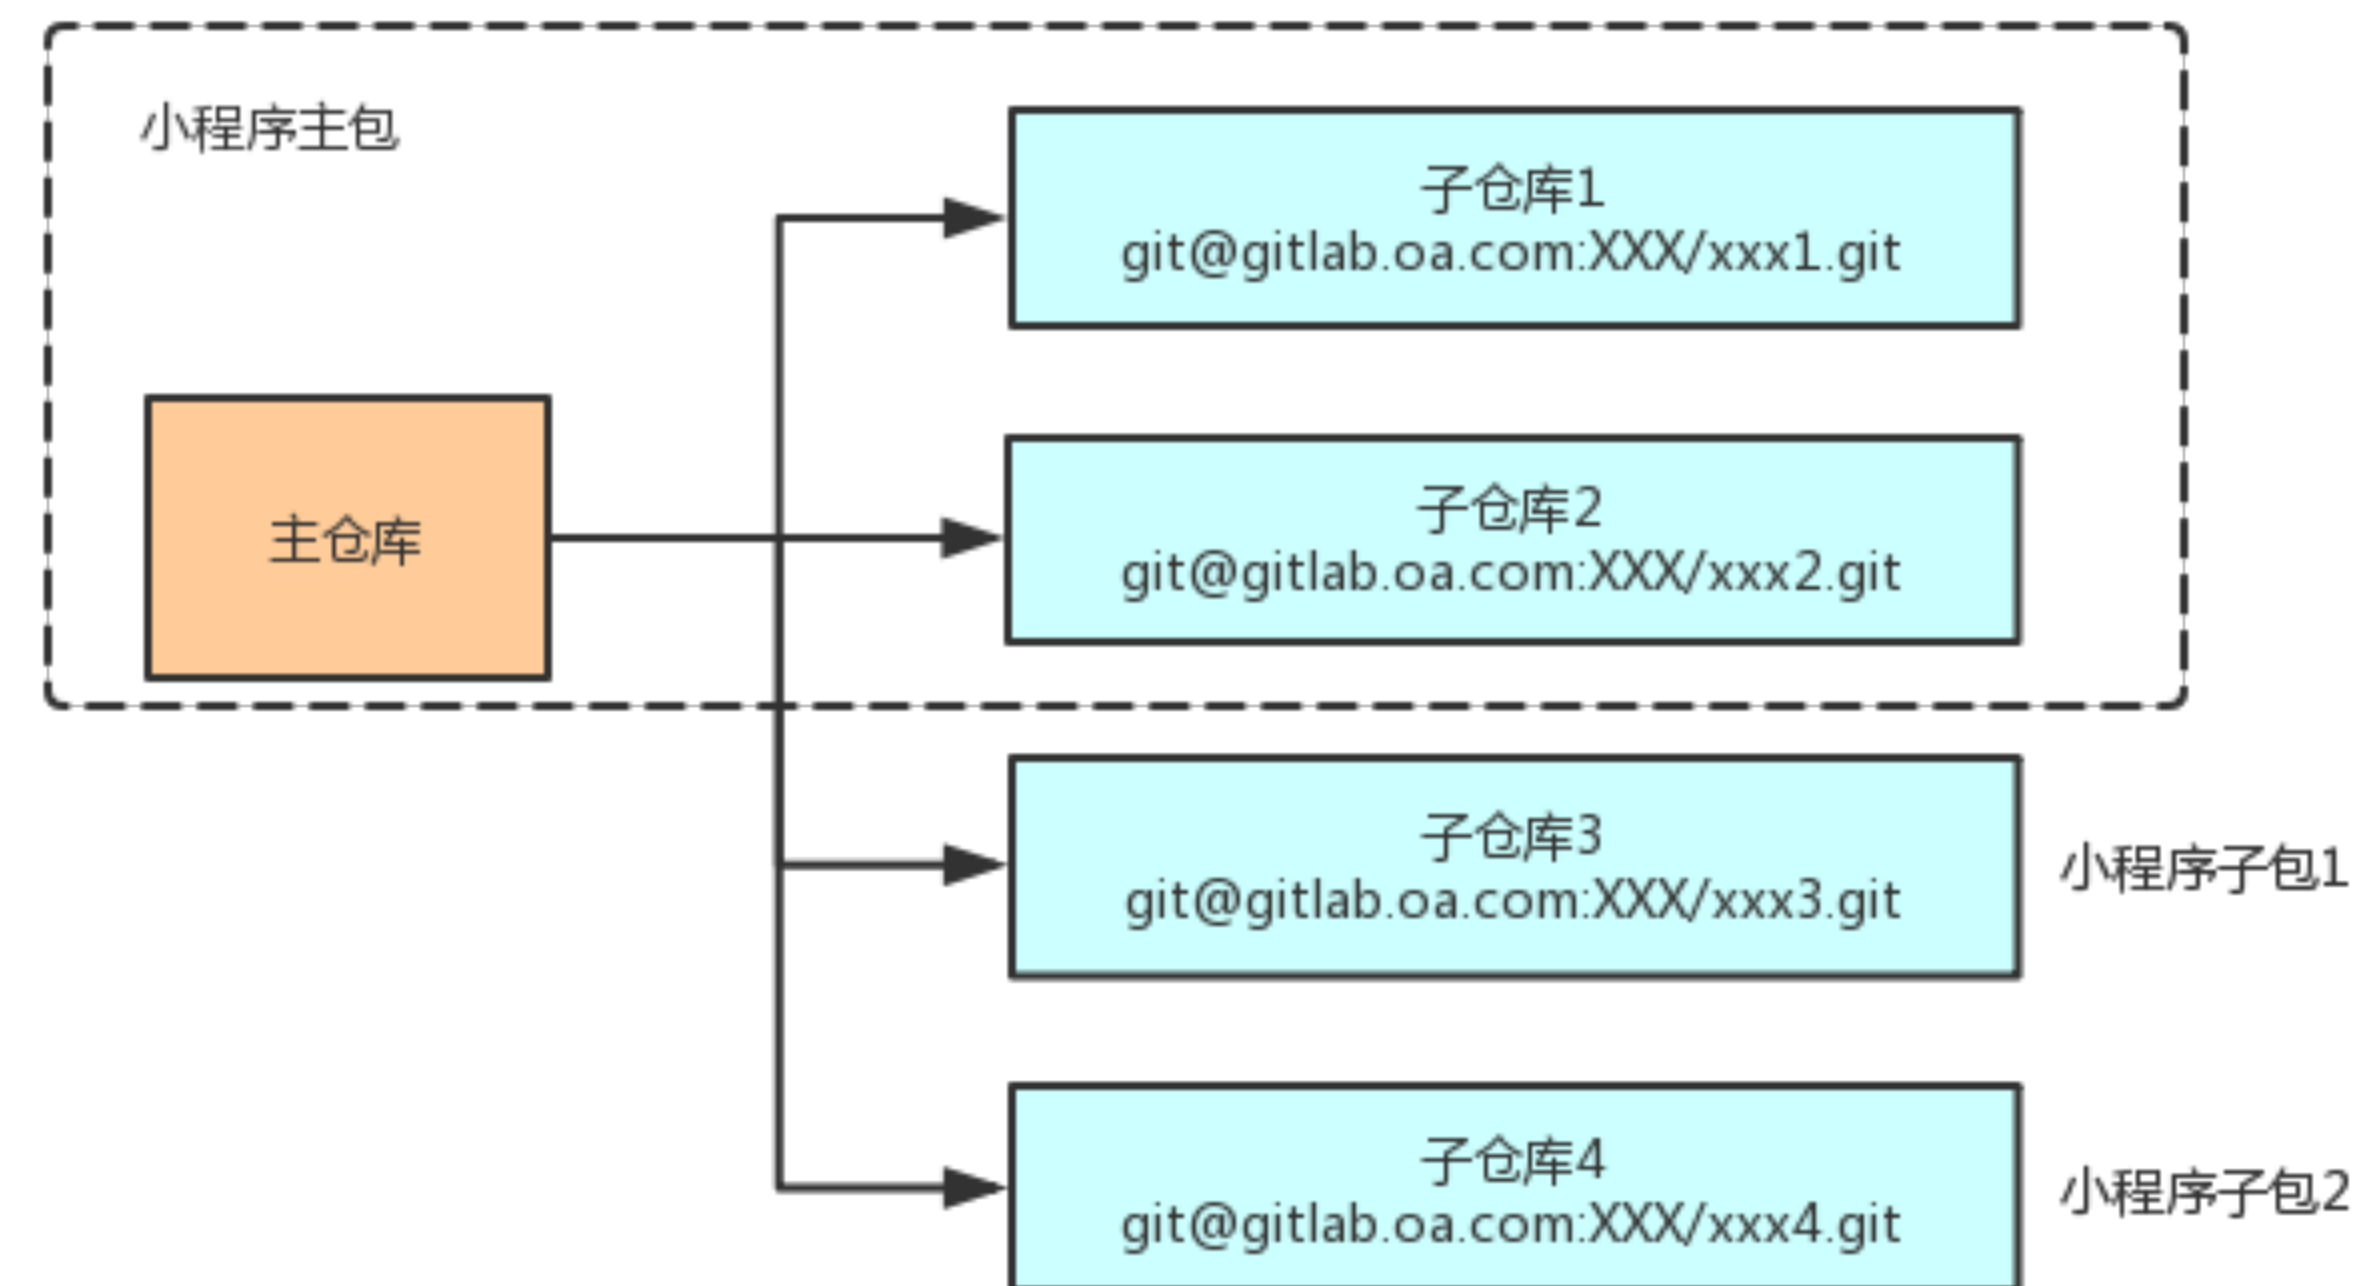 小程序主包
子仓库1
git@gitlab.oa.com:XXX/xxx1.git
主仓库
子仓库2
git@gitlab.oa.com:XXX/xxx2.git
子仓库3
git@gitlab.oa.com:XXX/xxx3.git
小程序子包1
子仓库4
git@gitlab.oa.com:XXX/xxx4.git
小程序子包2